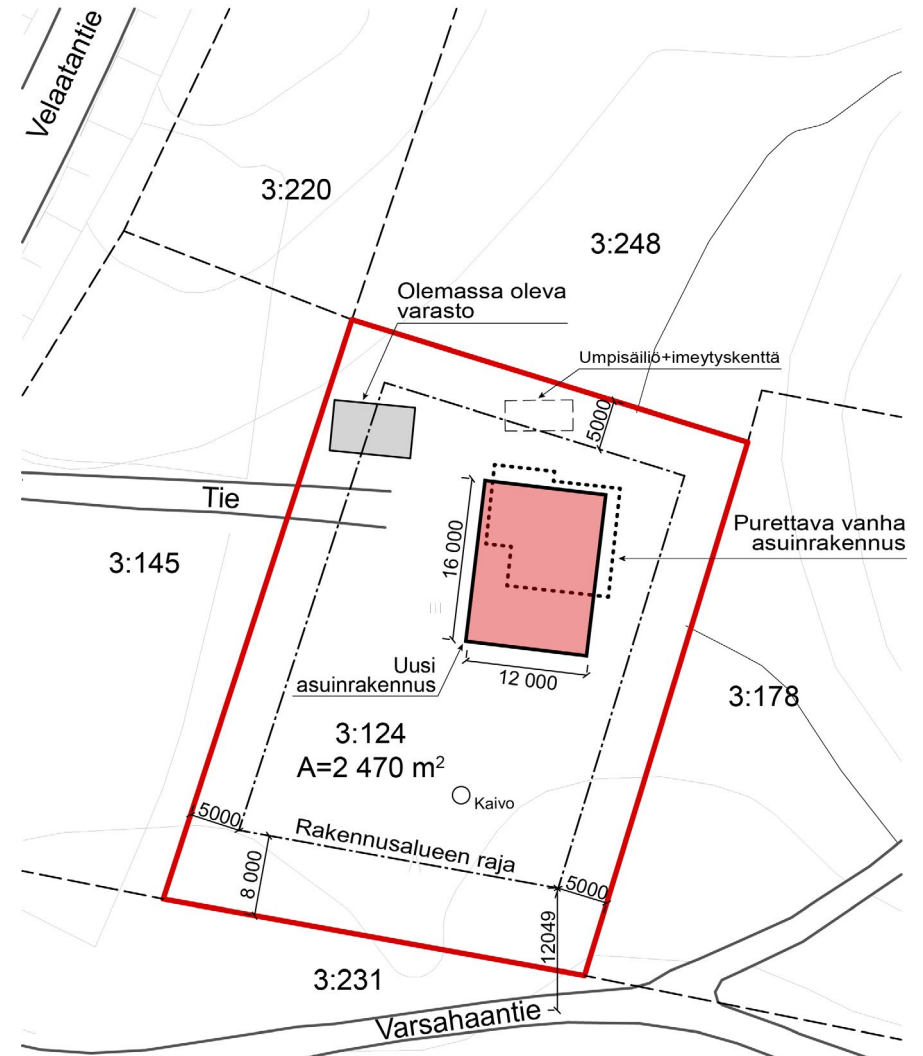 Velaatantie
3:220
3:248
Olemassa oleva
varasto
Umpisäiliö+imeytyskenttä
5000
Tie
Purettava vanha
asuinrakennus
3:145
16 000
Uusi
asuinrakennus
12 000
3:178
3:124
A=2 470 m²
Kaivo
5000
Rakennusalueen raja
8 000
5000
12049
3:231
Varsahaantie